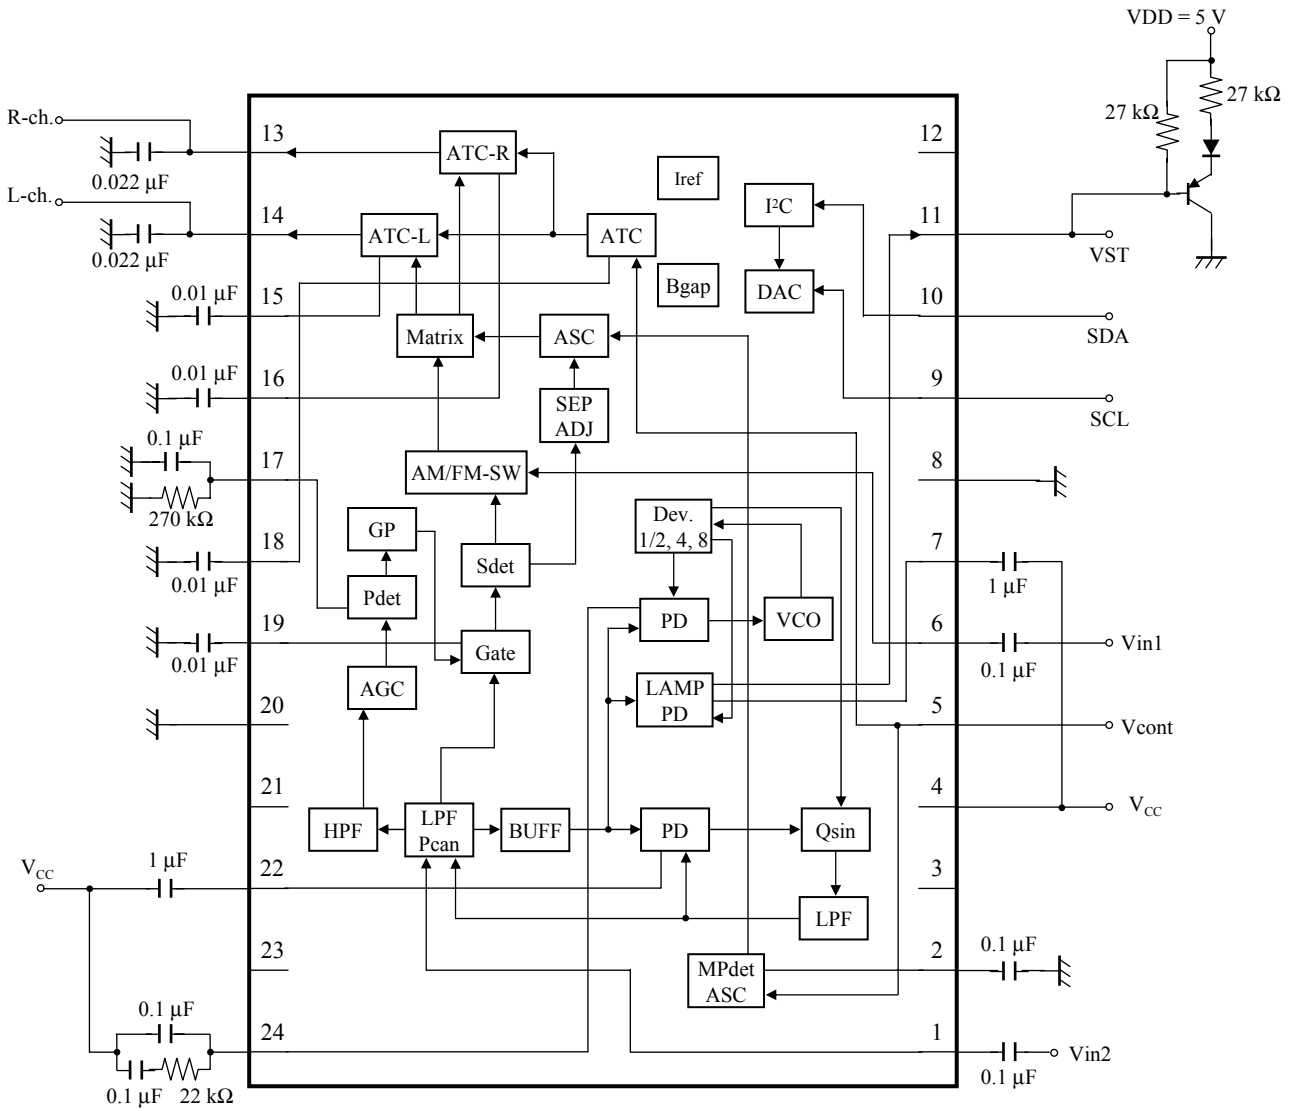 VDD = 5 V
27 kΩ
27 kΩ
R-ch.
13
ATC-R
12
0.022 µF
Iref
L-ch.
14
ATC-L
ATC
I²C
11
VST
0.022 µF
Bgap
DAC
0.01 µF
15
10
SDA
Matrix
ASC
0.01 µF
16
9
SCL
SEP
ADJ
0.1 µF
17
AM/FM-SW
8
270 kΩ
GP
Dev.
1/2, 4, 8
18
7
0.01 µF
Sdet
1 µF
Pdet
PD
VCO
19
6
Vin1
0.01 µF
Gate
0.1 µF
AGC
LAMP
PD
20
5
Vcont
21
4
VCC
HPF
LPF
Pcan
BUFF
PD
Qsin
VCC
1 µF
22
3
LPF
23
2
0.1 µF
MPdet
ASC
0.1 µF
24
1
Vin2
0.1 µF
22 kΩ
0.1 µF